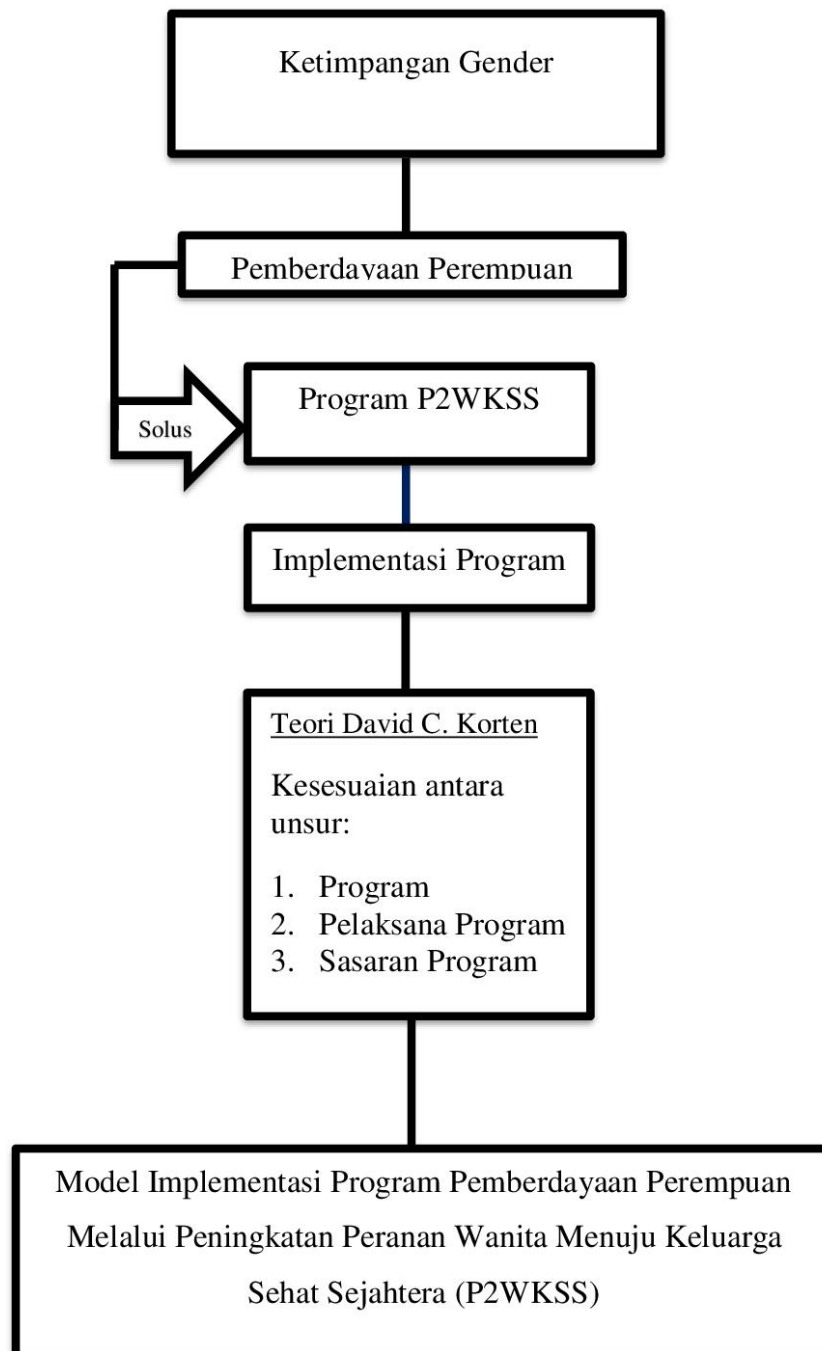 Ketimpangan Gender
Pemberdayaan Perempuan
Solus
Program P2WKSS
Implementasi Program
Teori David C. Korten
Kesesuaian antara
unsur:
1. Program
2. Pelaksana Program
3. Sasaran Program
Model Implementasi Program Pemberdayaan Perempuan
Melalui Peningkatan Peranan Wanita Menuju Keluarga
Sehat Sejahtera (P2WKSS)